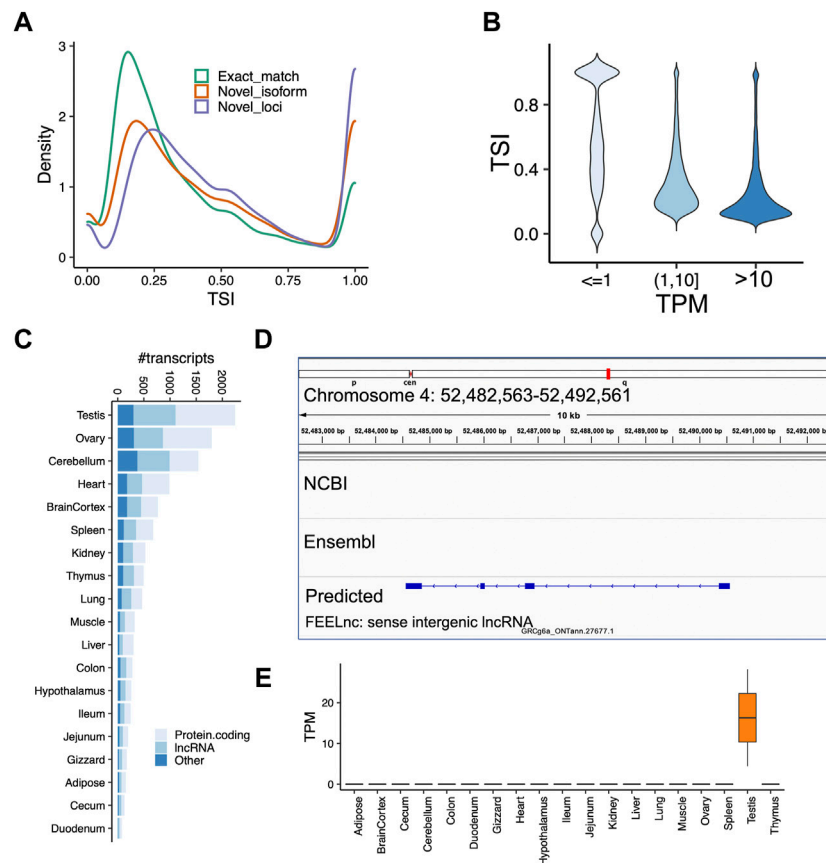 A
Density
3
2
1
0
Exact_match
Novel_isoform
Novel_loci
0.00
0.25
0.50
0.75
1.00
TSI
B
TSI
0.8
0.4
0.0
<=1
(1,10]
>10
TPM
C
#transcripts
0
500
1000
1500
2000
Testis
Ovary
Cerebellum
Heart
BrainCortex
Spleen
Kidney
Thymus
Lung
Muscle
Liver
Colon
Hypothalamus
Ileum
Jejunum
Gizzard
Adipose
Cecum
Duodenum
Protein.coding
lncRNA
Other
D
p
cen
q
Chromosome 4: 52,482,563-52,492,561
10 kb
52,483,000 bp 52,484,000 bp 52,485,000 bp 52,486,000 bp 52,487,000 bp 52,488,000 bp 52,489,000 bp 52,490,000 bp 52,491,000 bp 52,492,000 bp
NCBI
Ensembl
Predicted
FEELnc: sense intergenic lncRNA
GRCg6a_ONTann.27677.1
E
TPM
20
10
0
Adipose
BrainCortex
Cecum
Cerebellum
Colon
Duodenum
Gizzard
Heart
Hypothalamus
Ileum
Jejunum
Kidney
Liver
Lung
Muscle
Ovary
Spleen
Testis
Thymus